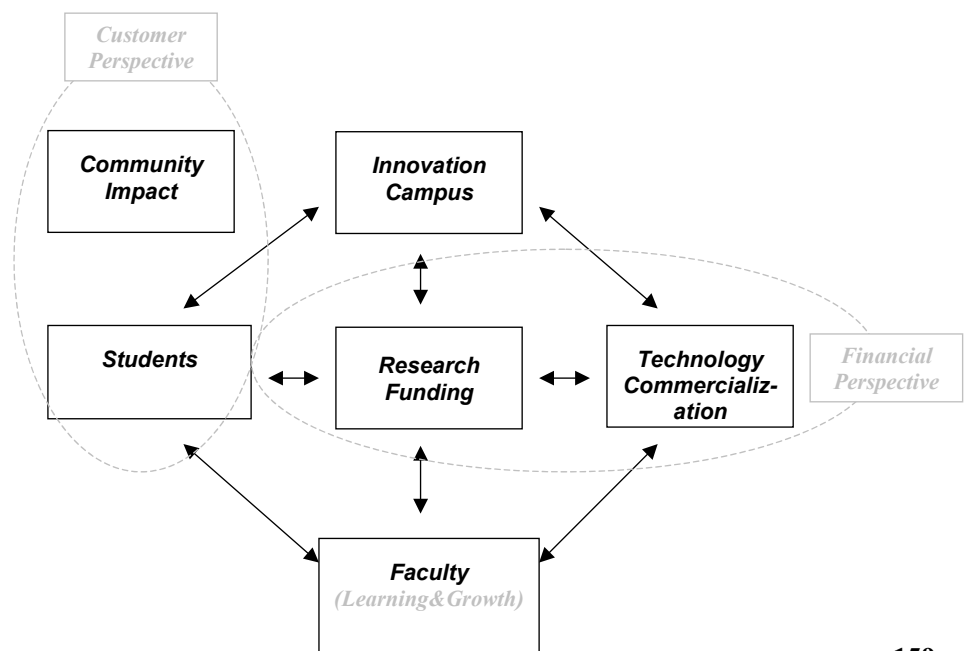 Customer
Perspective
Community
Impact
Innovation
Campus
Students
Research
Funding
Technology
Commercializ-
ation
Financial
Perspective
Faculty
(Learning&Growth)